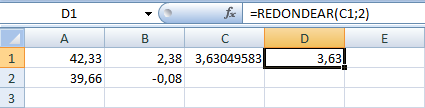 D1 fx =REDONDEAR(C1;2)
A B C D E
1 42,33 2,38 3,63049583 3,63
2 39,66 -0,08
3